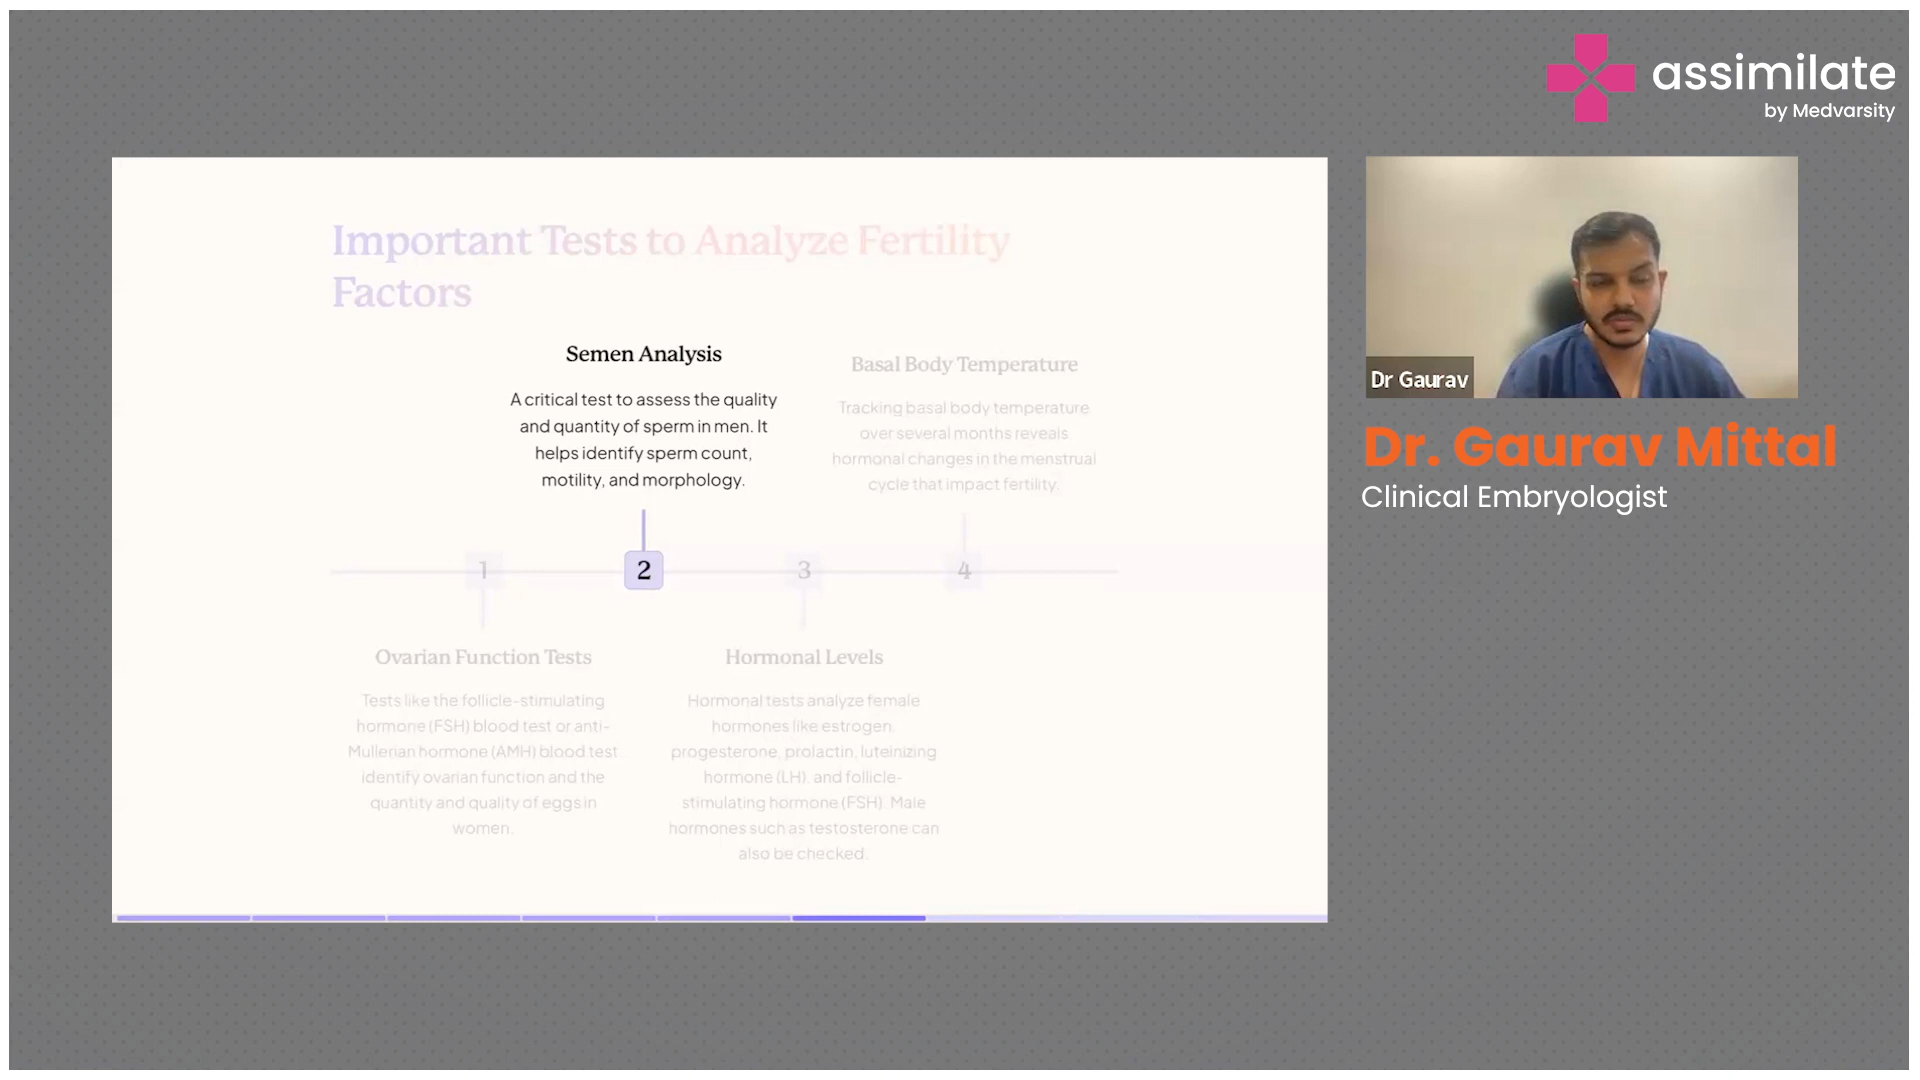 assimilate
by Medvarsity
Important Tests to Analyze Fertility
Factors
Semen Analysis
A critical test to assess the quality
and quantity of sperm in men. It
helps identify sperm count,
motility, and morphology.
Basal Body Temperature
Tracking basal body temperature
over several months reveals
hormonal changes in the menstrual
cycle that impact fertility.
1
2
3
4
Ovarian Function Tests
Tests like the follicle-stimulating
hormone (FSH) blood test or anti-
Mullerian hormone (AMH) blood test
identify ovarian function and the
quantity and quality of eggs in
women.
Hormonal Levels
Hormonal tests analyze female
hormones like estrogen,
progesterone, prolactin, luteinizing
hormone (LH), and follicle-
stimulating hormone (FSH). Male
hormones such as testosterone can
also be checked.
Dr Gaurav
Dr. Gaurav Mittal
Clinical Embryologist